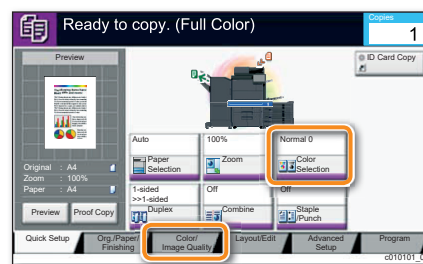 Ready to copy. (Full Color)
Copies
1
Preview
ID Card Copy
Original : A4
Zoom : 100%
Paper : A4
Preview
Proof Copy
Auto
Paper
Selection
100%
Zoom
Normal 0
Color
Selection
1-sided
>>1-sided
Duplex
Off
Combine
Off
Staple
/Punch
Quick Setup
Org./Paper/
Finishing
Color/
Image Quality
Layout/Edit
Advanced
Setup
Program
c010101_0